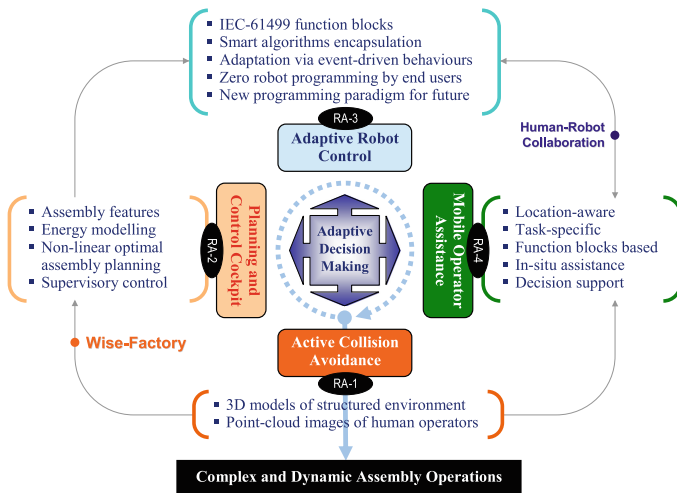 IEC-61499 function blocks
Smart algorithms encapsulation
Adaptation via event-driven behaviours
Zero robot programming by end users
New programming paradigm for future
RA-3
Adaptive Robot
Control
Human-Robot
Collaboration
Assembly features
Energy modelling
Non-linear optimal
assembly planning
Supervisory control
RA-2
Planning and
Control Cockpit
Adaptive
Decision
Making
Mobile Operator
Assistance
RA-4
Location-aware
Task-specific
Function blocks based
In-situ assistance
Decision support
Wise-Factory
Active Collision
Avoidance
RA-1
3D models of structured environment
Point-cloud images of human operators
Complex and Dynamic Assembly Operations